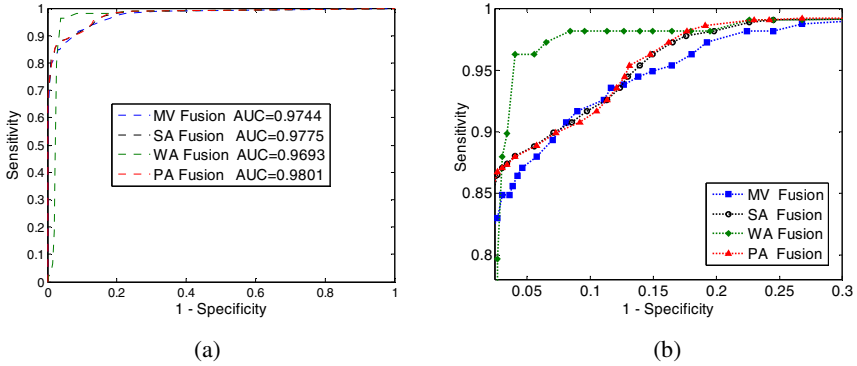 1
0.9
0.8
0.7
0.6
0.5
0.4
0.3
0.2
0.1
0
Sensitivity
MV Fusion AUC=0.9744
SA Fusion AUC=0.9775
WA Fusion AUC=0.9693
PA Fusion AUC=0.9801
0 0.2 0.4 0.6 0.8 1
1 - Specificity
(a)
1
0.95
0.9
0.85
0.8
Sensitivity
MV Fusion
SA Fusion
WA Fusion
PA Fusion
0.05 0.1 0.15 0.2 0.25 0.3
1 - Specificity
(b)